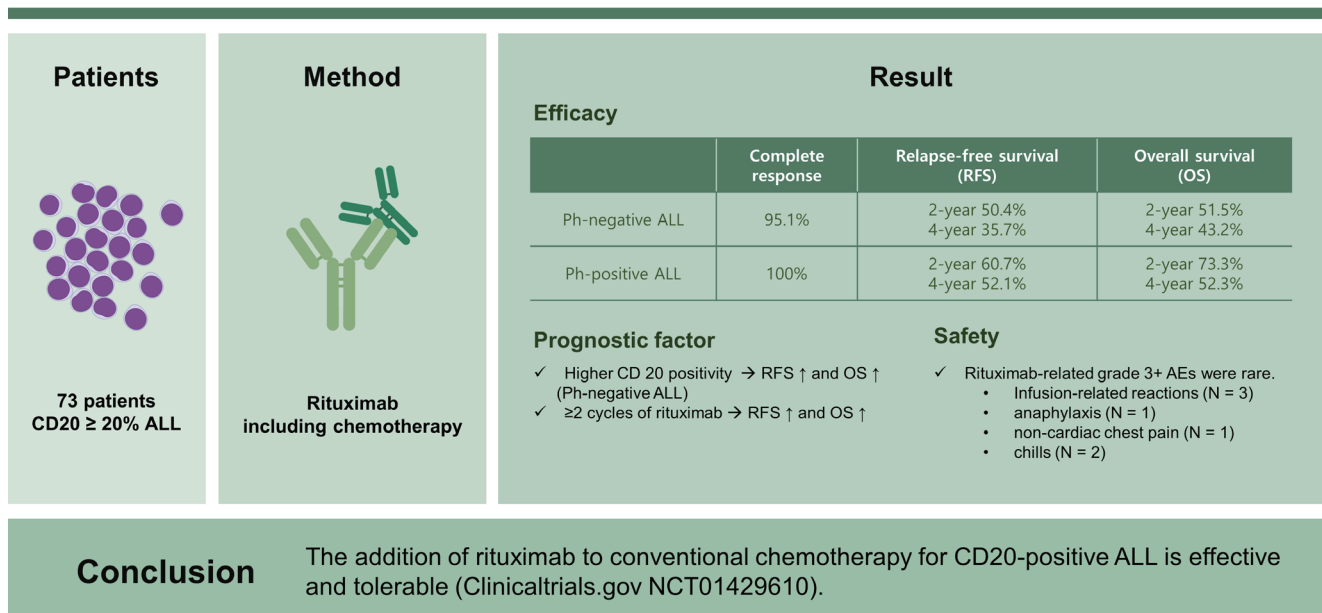 Patients
73 patients
CD20 ≥ 20% ALL
Method
Rituximab
including chemotherapy
Result
Efficacy
Complete response
Relapse-free survival (RFS)
Overall survival (OS)
Ph-negative ALL
95.1%
2-year 50.4%
4-year 35.7%
2-year 51.5%
4-year 43.2%
Ph-positive ALL
100%
2-year 60.7%
4-year 52.1%
2-year 73.3%
4-year 52.3%
Prognostic factor
✓ Higher CD 20 positivity → RFS ↑ and OS ↑
(Ph-negative ALL)
✓ ≥2 cycles of rituximab → RFS ↑ and OS ↑
Safety
✓ Rituximab-related grade 3+ AEs were rare.
• Infusion-related reactions (N = 3)
• anaphylaxis (N = 1)
• non-cardiac chest pain (N = 1)
• chills (N = 2)
Conclusion
The addition of rituximab to conventional chemotherapy for CD20-positive ALL is effective
and tolerable (Clinicaltrials.gov NCT01429610).